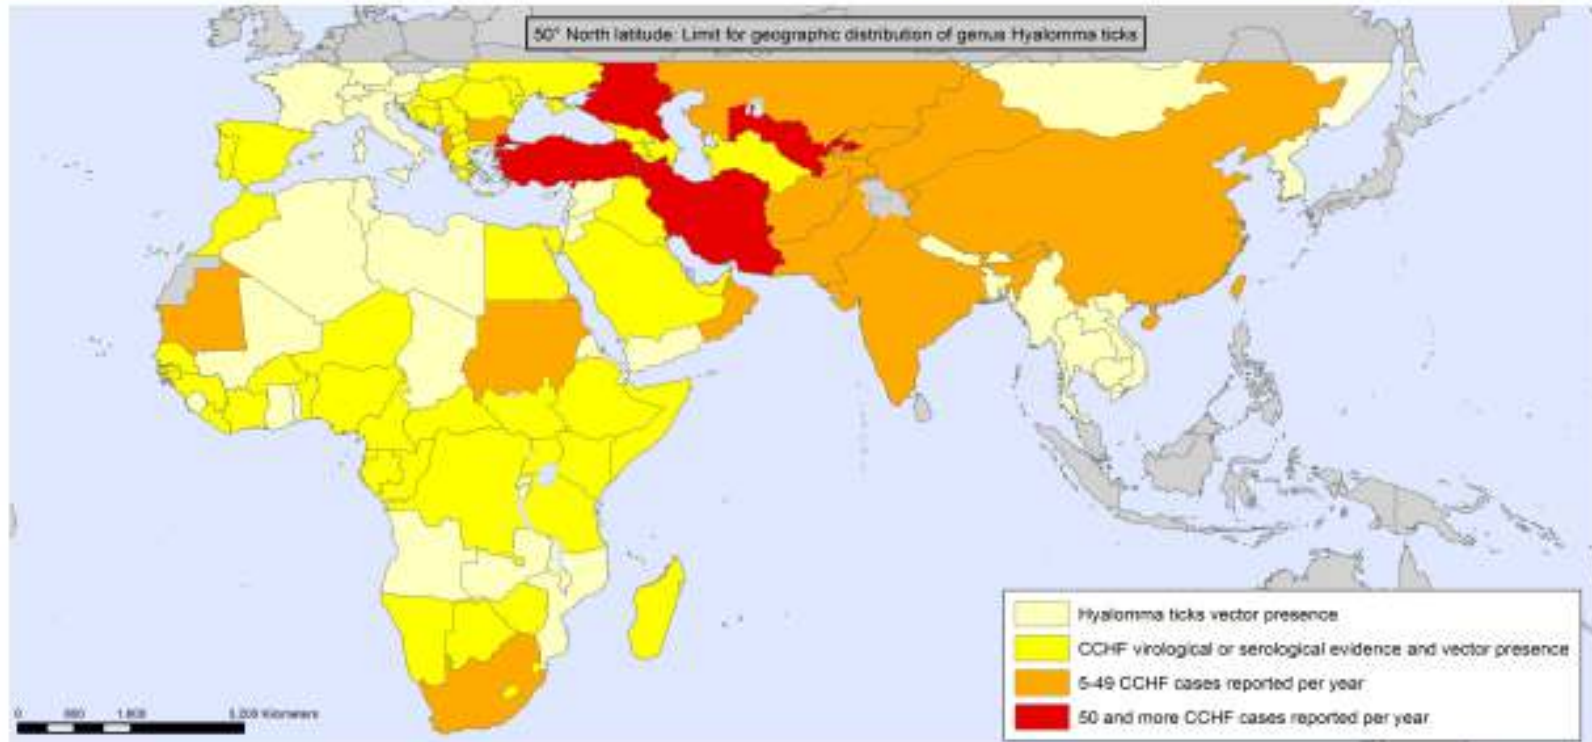 50° North latitude: Limit for geographic distribution of genus Hyalomma ticks
Hyalomma ticks vector presence
CCHF virological or serological evidence and vector presence
5-49 CCHF cases reported per year
50 and more CCHF cases reported per year
0 Kilometers